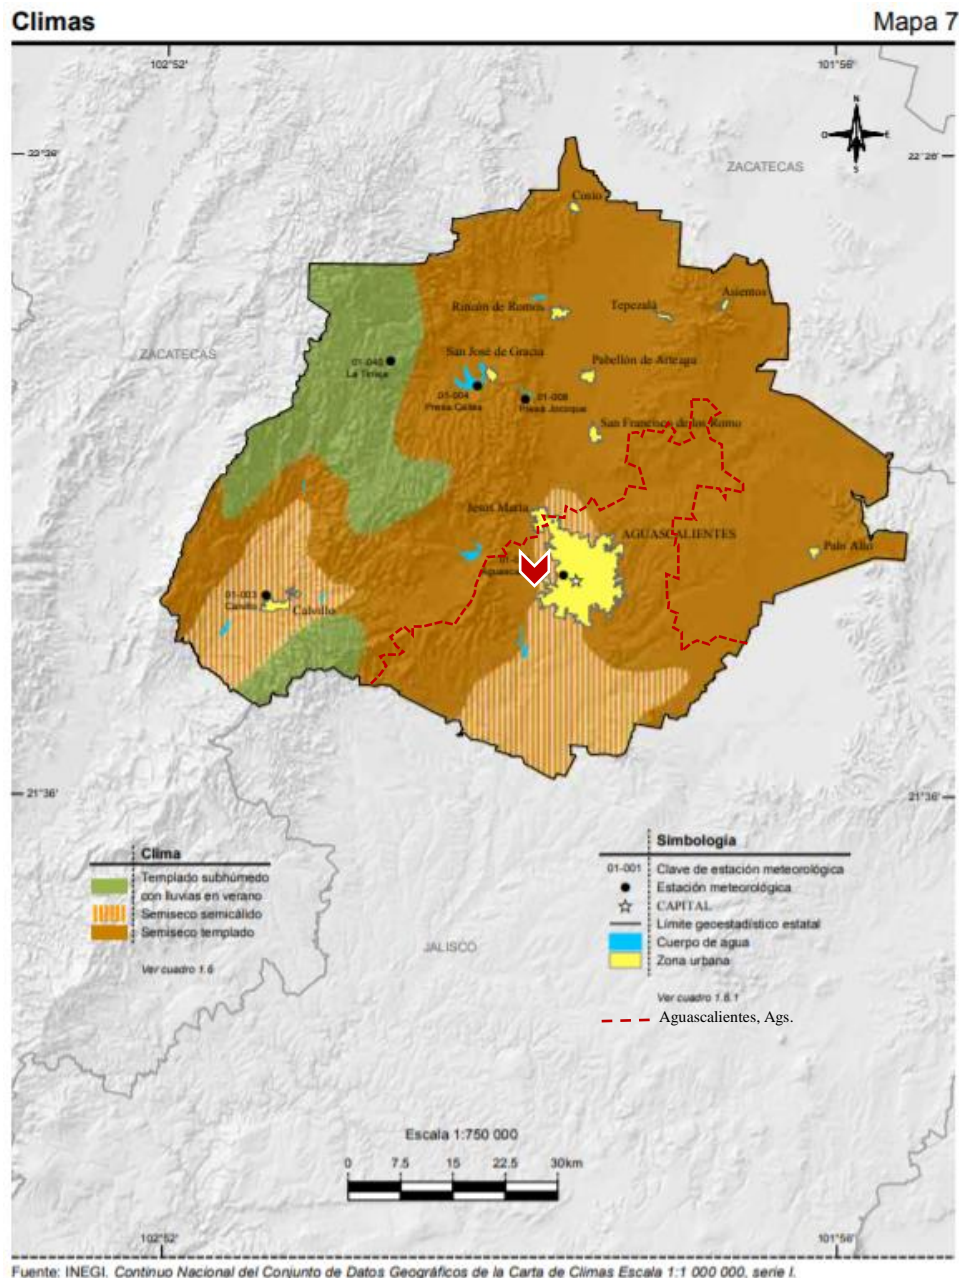 Climas
Mapa 7
102°52'
101°56'
N
O
E
S
22°28'
22°28'
ZACATECAS
Cosío
Asientos
Rincón de Romos
Tepezalá
ZACATECAS
San José de Gracia
Pabellón de Arteaga
01-040
La Tinaja
01-004
Presa Calles
01-008
Presa Jocoque
San Francisco de los Romo
Jesús María
AGUASCALIENTES
Palo Alto
01-003
Calvillo
Calvillo
21°36'
21°36'
Clima
Templado subhúmedo
con lluvias en verano
Semiseco semicálido
Semiseco templado
Ver cuadro 1.6
Simbología
01-001 Clave de estación meteorológica
Estación meteorológica
CAPITAL
Límite geoestadístico estatal
Cuerpo de agua
Zona urbana
Ver cuadro 1.6.1
Aguascalientes, Ags.
JALISCO
Escala 1:750 000
0 7.5 15 22.5 30km
102°52'
101°56'
Fuente: INEGI. Continuo Nacional del Conjunto de Datos Geográficos de la Carta de Climas Escala 1:1 000 000, serie I.